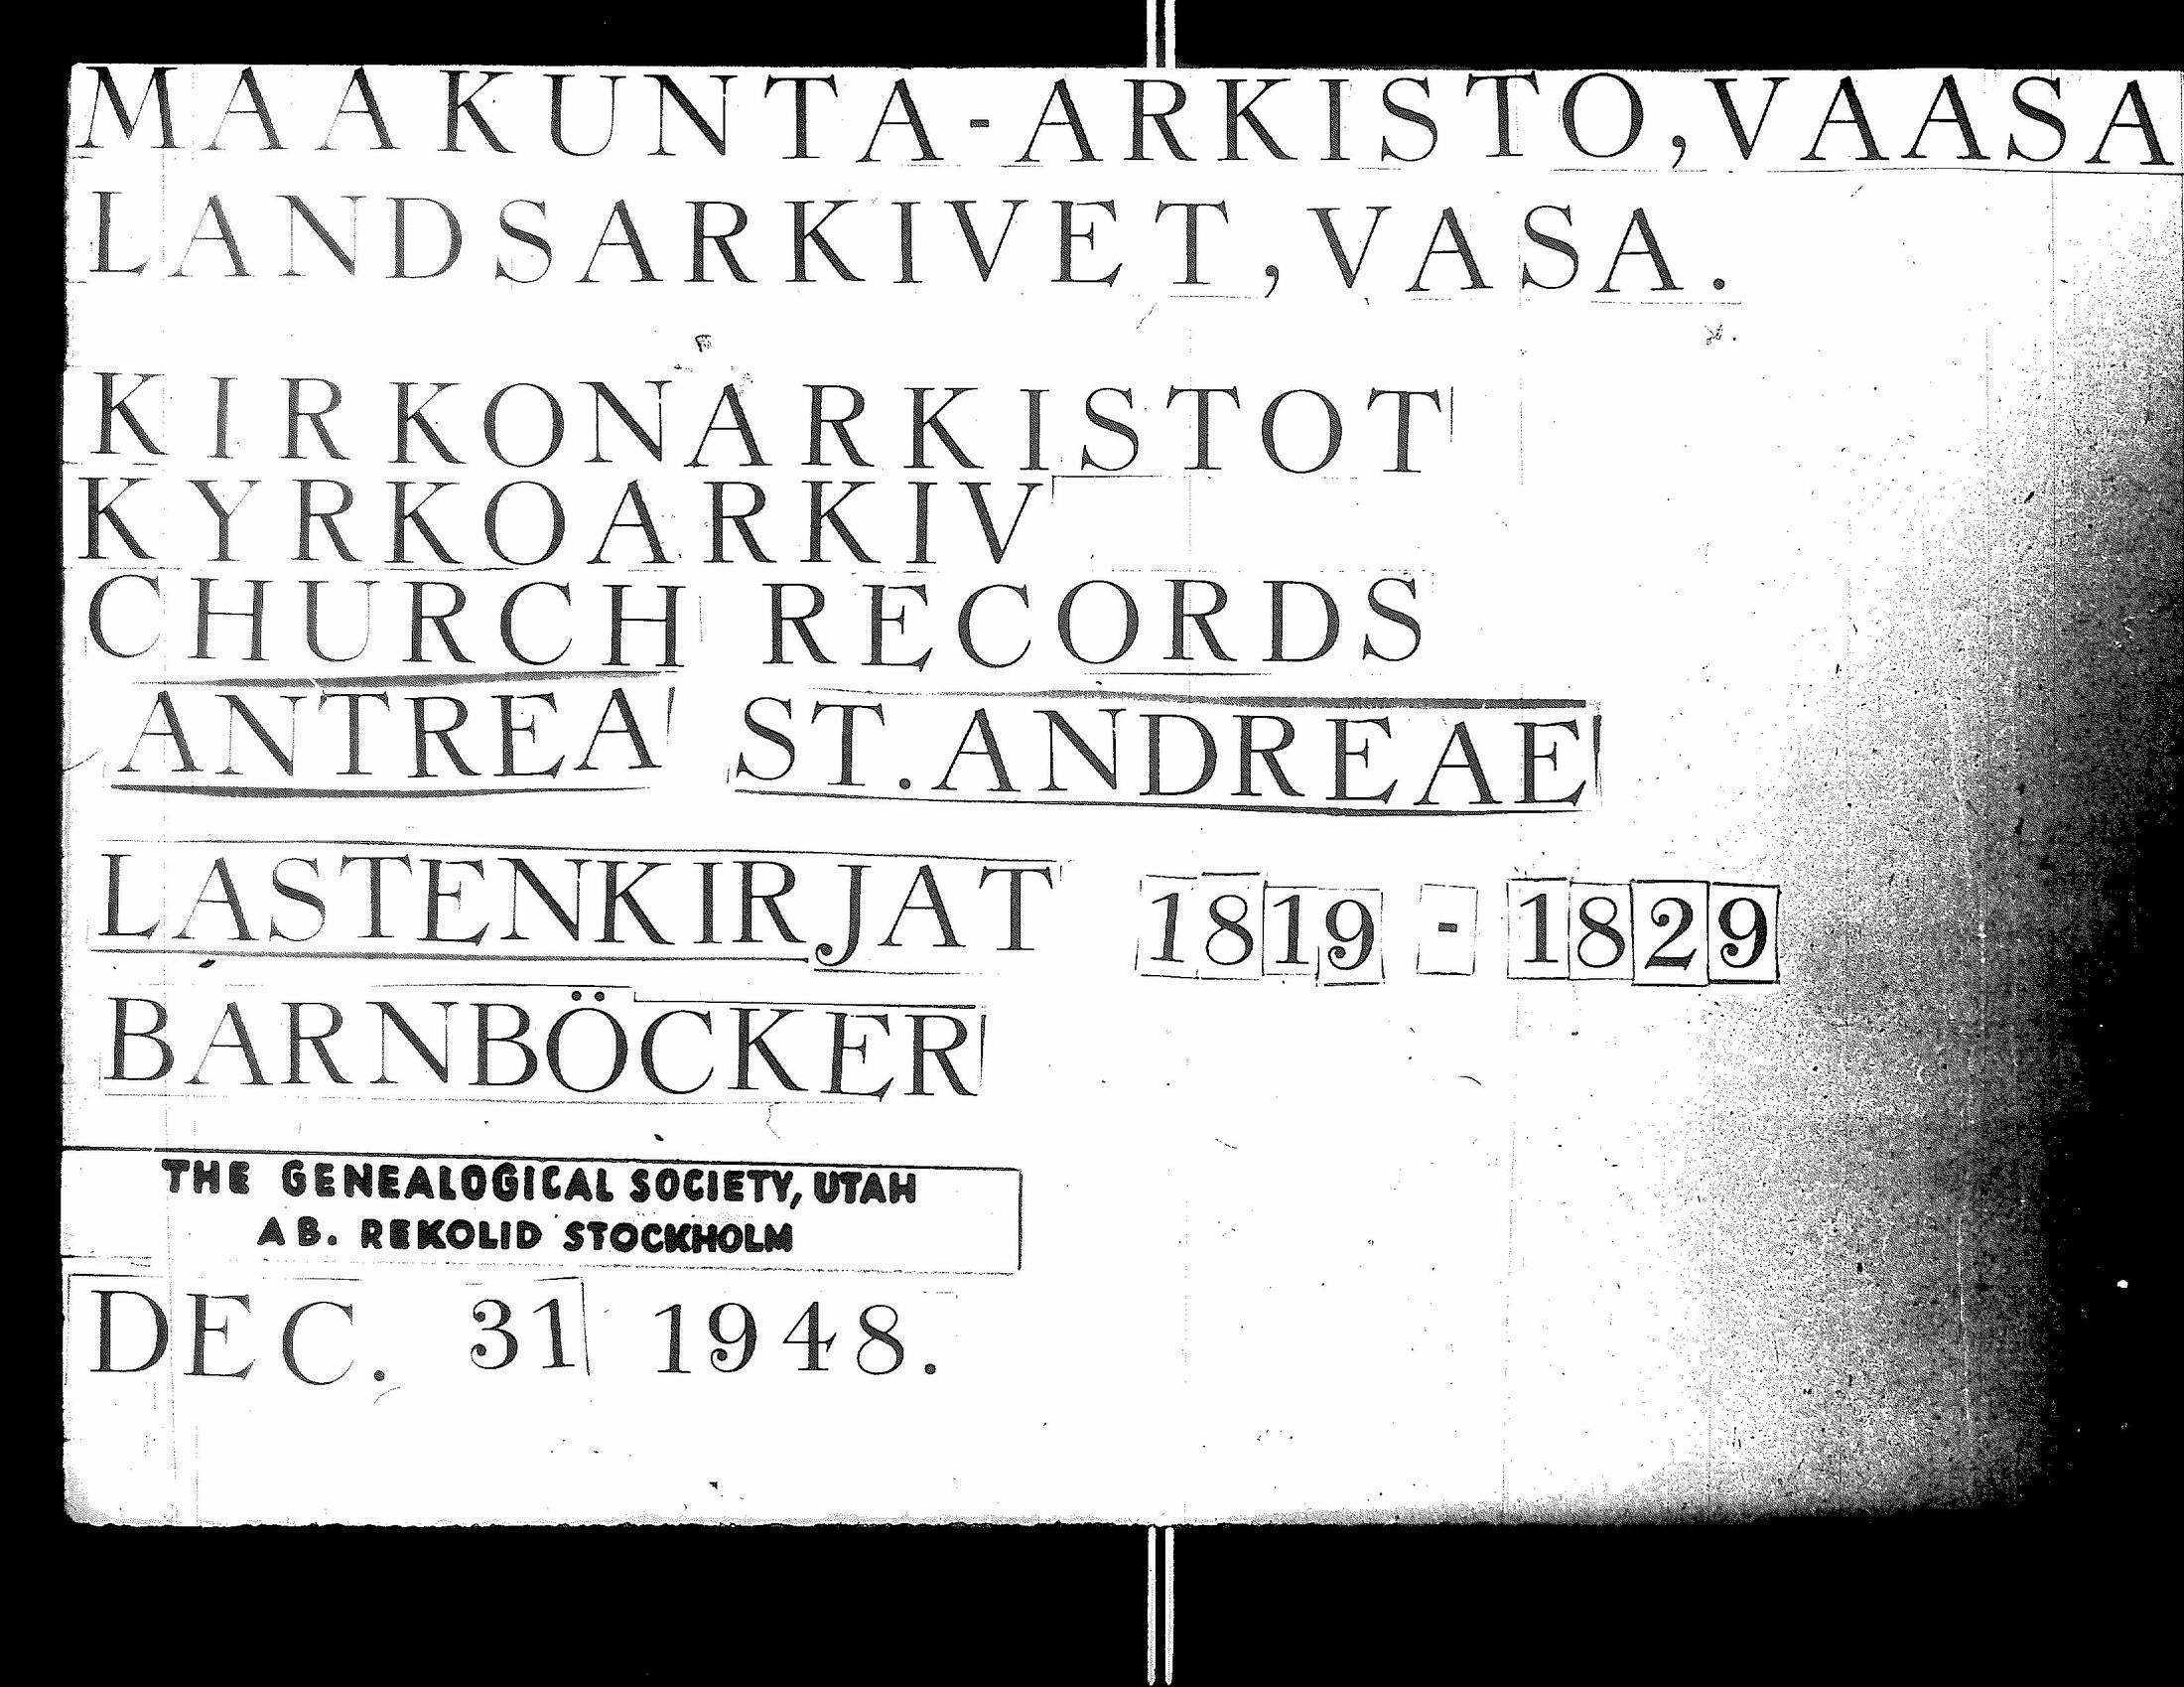 MAAKUNTA-ARKISTO, VAASA
LANDSARKIVET, VASA.
KIRKONARKISTOT
KYRKOARKIV
CHURCH RECORDS
ANTREA ST. ANDREAE
LASTENKIRJAT 1819 - 1829
BARNBÖCKER
THE GENEALOGICAL SOCIETY, UTAH
AB. REKOLID STOCKHOLM
DEC. 31 1948.